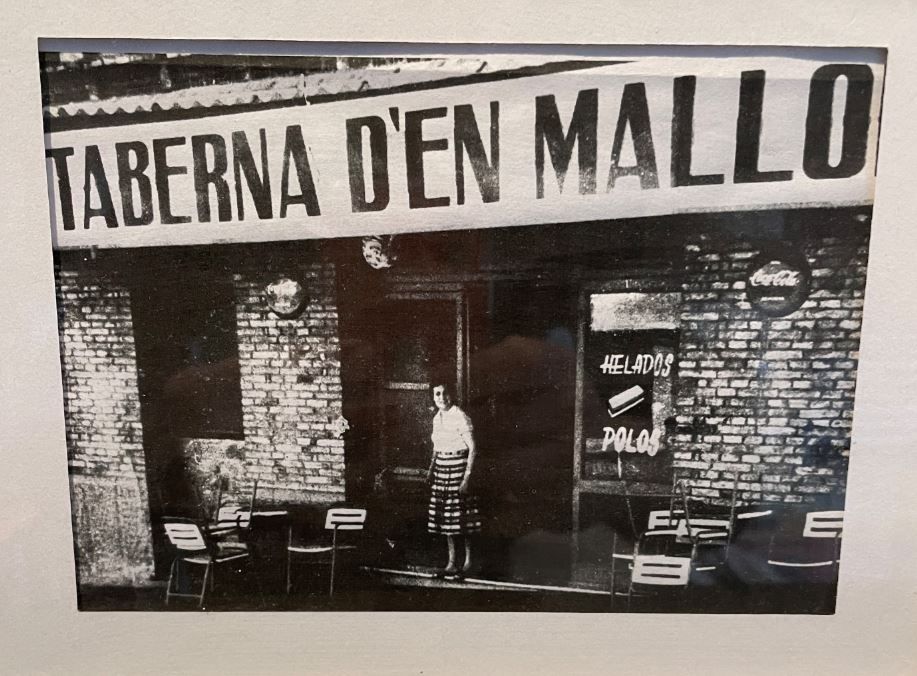 TABERNA D'EN MALLO
Coca-Cola
HELADOS
POLOS